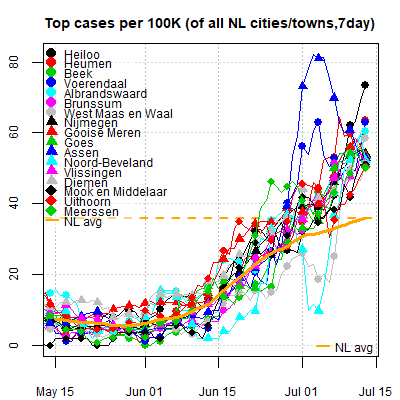 Top cases per 100K (of all NL cities/towns,7day)
80
60
40
20
0
Heiloo
Heumen
Beek
Voerendaal
Albrandswaard
Brunssum
West Maas en Waal
Nijmegen
Gooise Meren
Goes
Assen
Noord-Beveland
Vlissingen
Diemen
Mook en Middelaar
Uithoorn
Meerssen
NL avg
NL avg
May 15
Jun 01
Jun 15
Jul 01
Jul 15